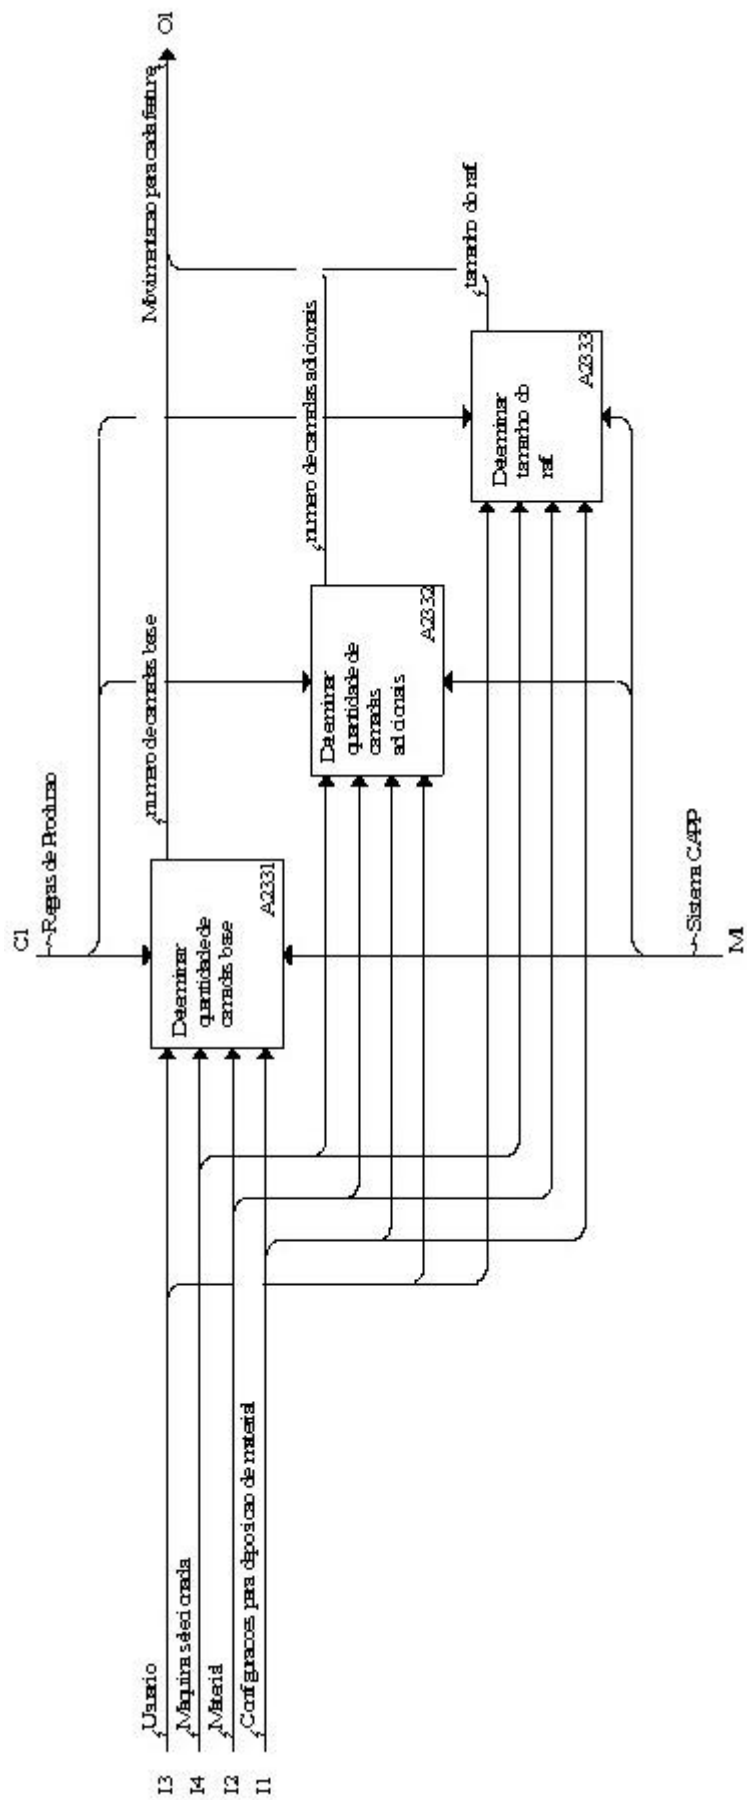 C1
Regras de Producao
Usuario
Maquina selecionada
Material
Configuracoes para deposicao de material
I3
I4
I2
I1
Determinar
quantidade de
camadas base
A2331
numero de camadas base
Determinar
quantidade de
camadas
adicionais
A2332
numero de camadas adicionais
Determinar
tamanho do
raf.
A2333
tamanho do raf.
Movimentacao para cada feature
O1
Sistema CAPP
M1